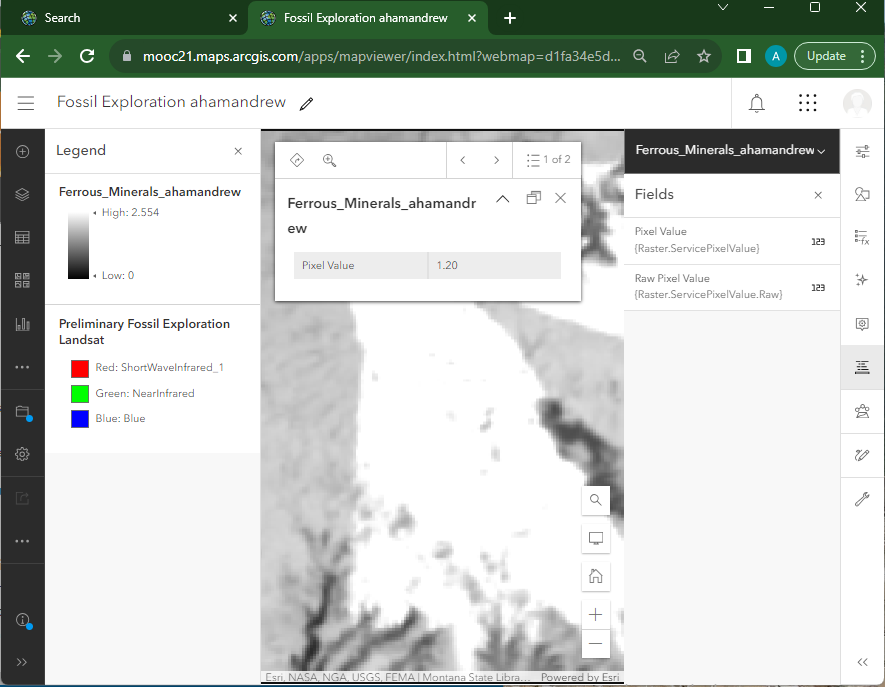 Search
Fossil Exploration ahamandrew
mooc21.maps.arcgis.com/apps/mapviewer/index.html?webmap=d1fa34e5d...
A
Update
Fossil Exploration ahamandrew
Legend
Ferrous_Minerals_ahamandrew
High: 2.554
Low: 0
Preliminary Fossil Exploration
Landsat
Red: ShortWaveInfrared_1
Green: NearInfrared
Blue: Blue
1 of 2
Ferrous_Minerals_ahamandr
ew
Pixel Value 1.20
Esri, NASA, NGA, USGS, FEMA | Montana State Libra... Powered by Esri
Ferrous_Minerals_ahamandrew
Fields
Pixel Value
{Raster.ServicePixelValue}
123
Raw Pixel Value
{Raster.ServicePixelValue.Raw}
123